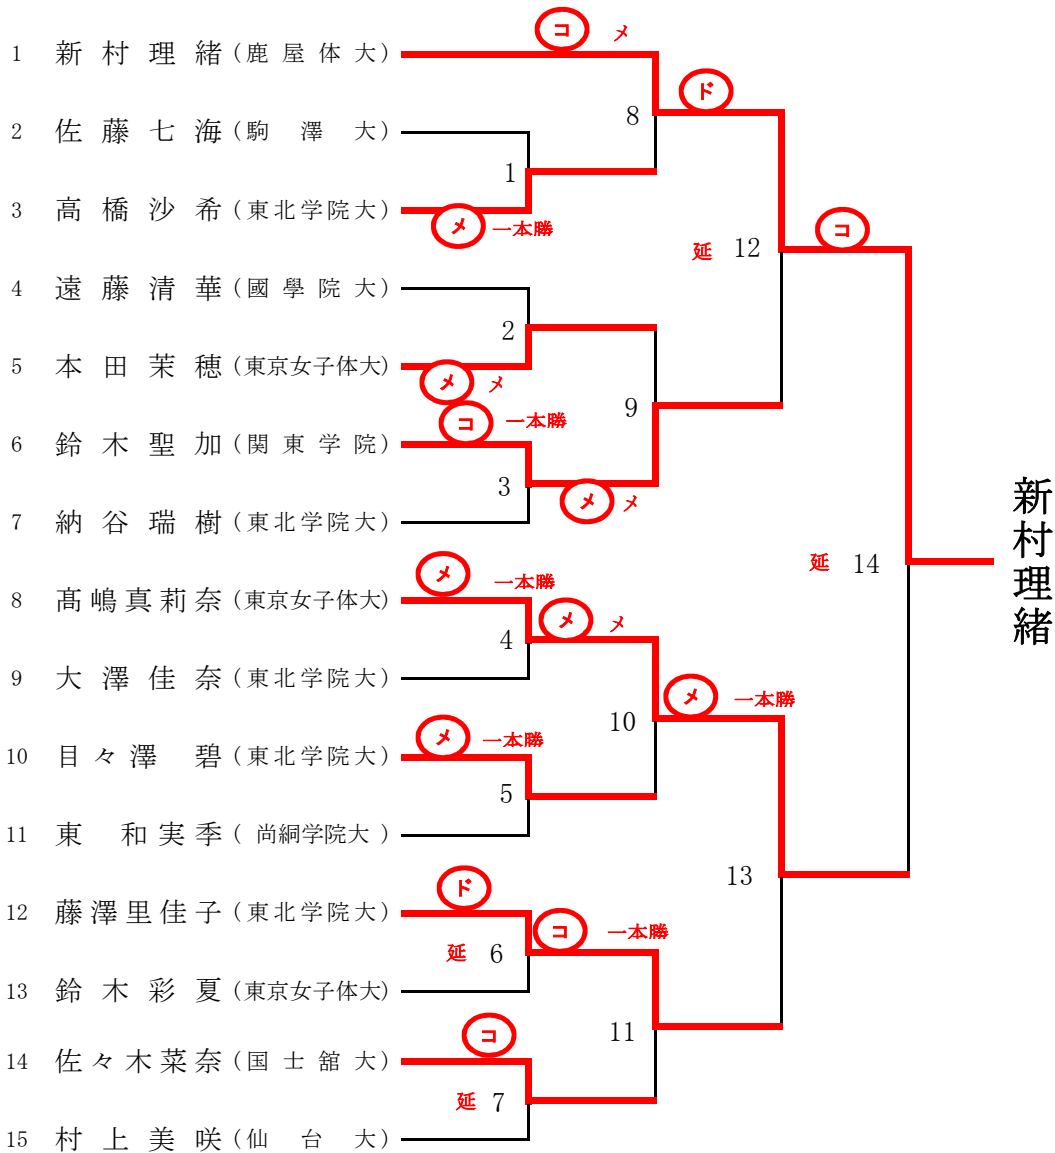 コ メ
1 新村理緒(鹿屋体大)
ド
8
2 佐藤七海(駒澤大)
1
3 高橋沙希(東北学院大)
メ 一本勝
コ
延 12
4 遠藤清華(國學院大)
2
5 本田茉穂(東京女子体大)
メ メ
9
コ 一本勝
6 鈴木聖加(関東学院)
3
メ メ
7 納谷瑞樹(東北学院大)
新村理緒
延 14
メ 一本勝
8 髙嶋真莉奈(東京女子体大)
メ メ
4
9 大澤佳奈(東北学院大)
メ 一本勝
10
メ 一本勝
10 目々澤碧(東北学院大)
5
11 東和実季(尚絅学院大)
13
ド
12 藤澤里佳子(東北学院大)
コ 一本勝
延 6
13 鈴木彩夏(東京女子体大)
11
コ
14 佐々木菜奈(国士舘大)
延 7
15 村上美咲(仙台大)